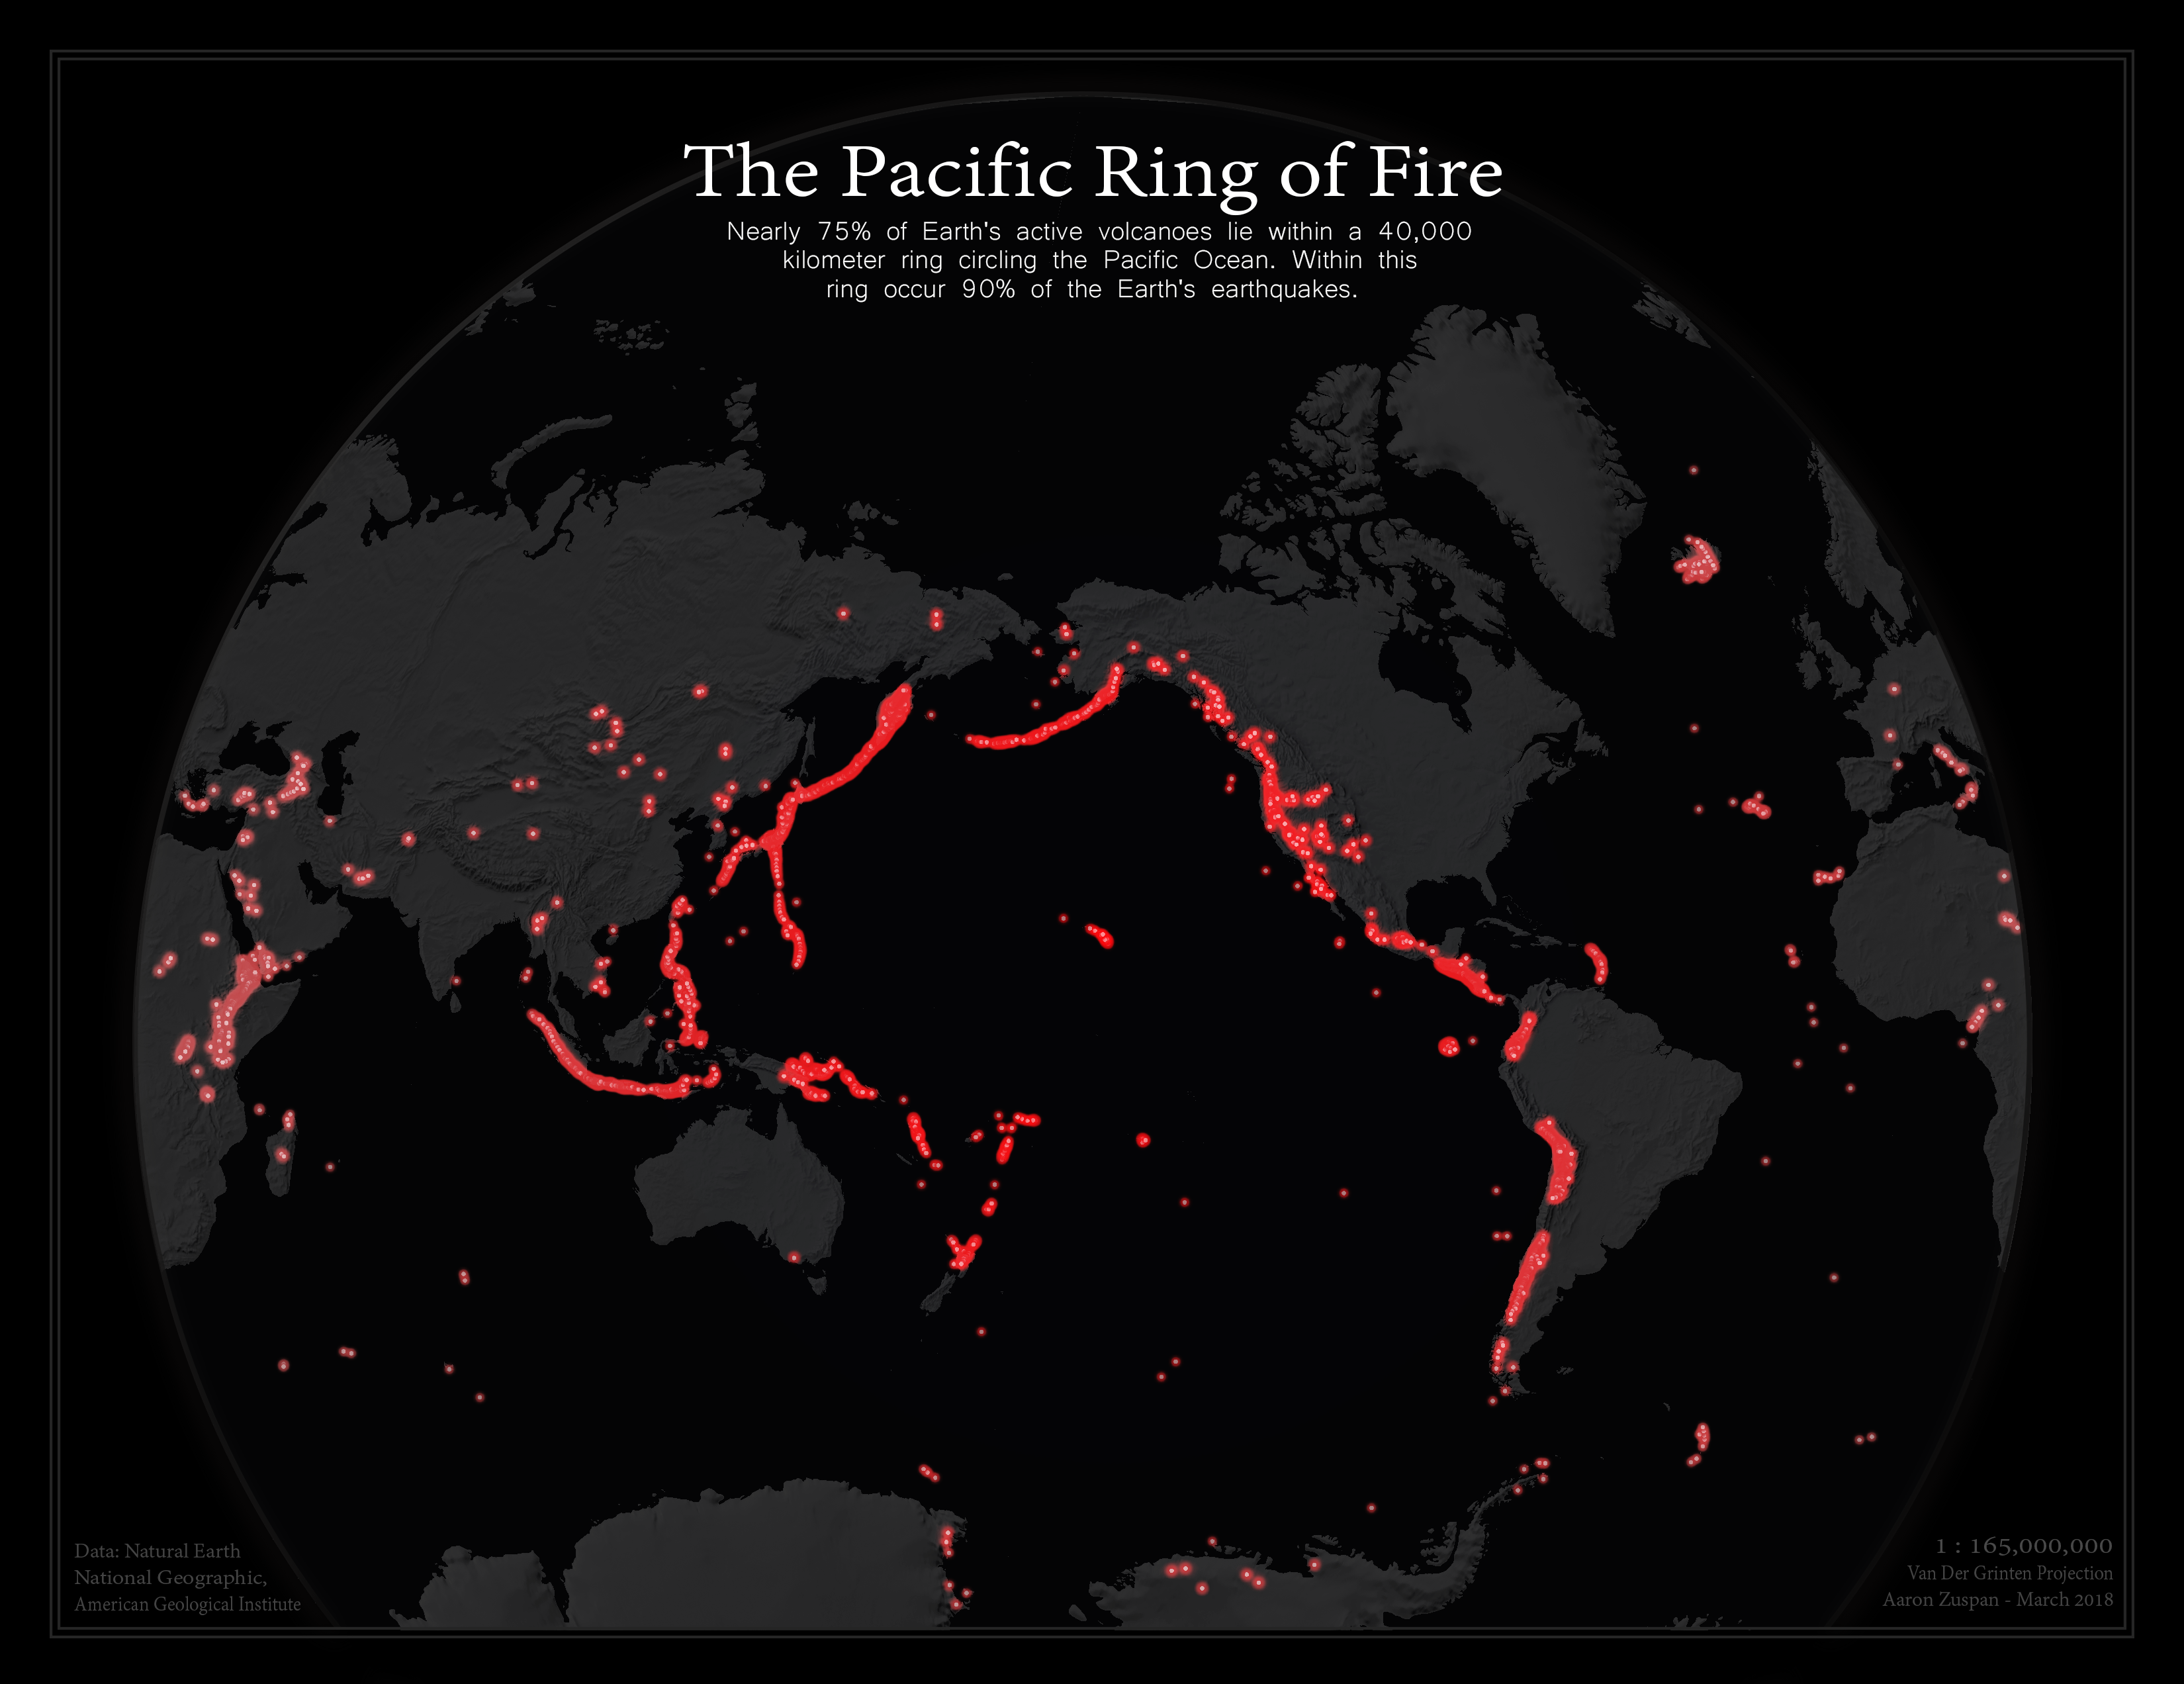 The Pacific Ring of Fire
Nearly 75% of Earth's active volcanoes lie within a 40,000
kilometer ring circling the Pacific Ocean. Within this
ring occur 90% of the Earth's earthquakes.
Data: Natural Earth
National Geographic,
American Geological Institute
1 : 165,000,000
Van Der Grinten Projection
Aaron Zuspan - March 2018